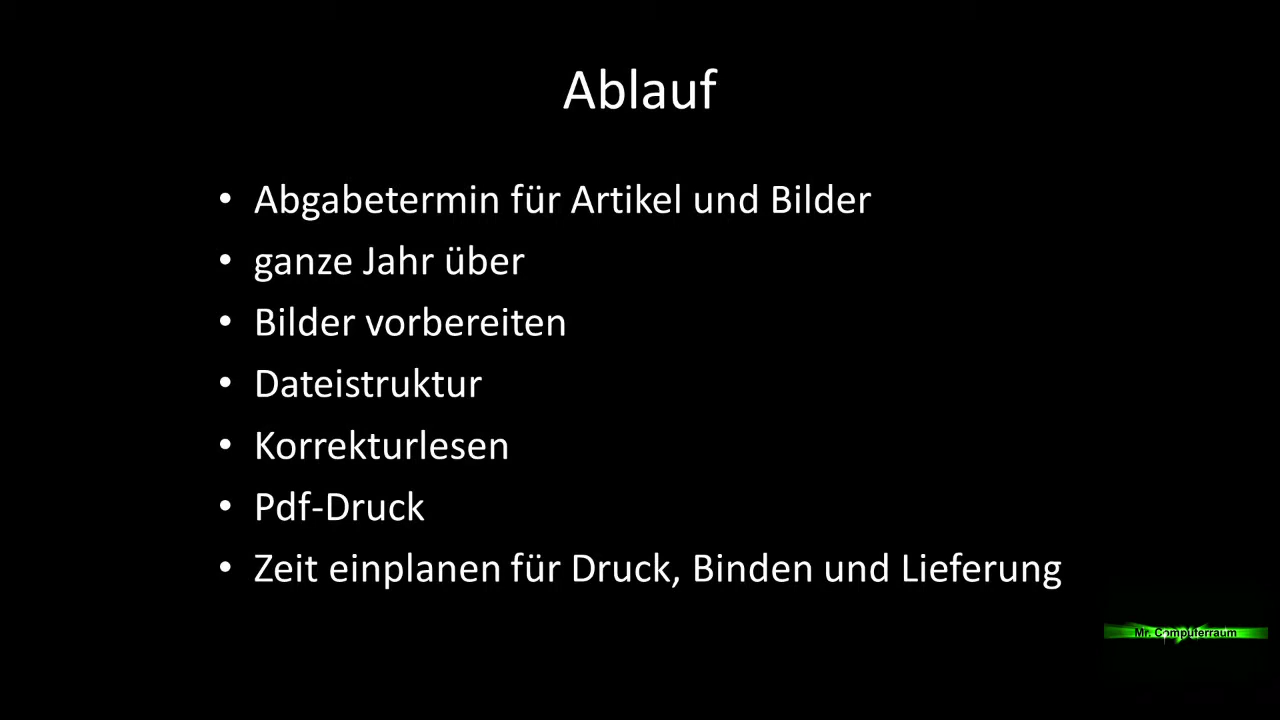 Ablauf
• Abgabetermin für Artikel und Bilder
• ganze Jahr über
• Bilder vorbereiten
• Dateistruktur
• Korrekturlesen
• Pdf-Druck
• Zeit einplanen für Druck, Binden und Lieferung
Mr. Computerraum